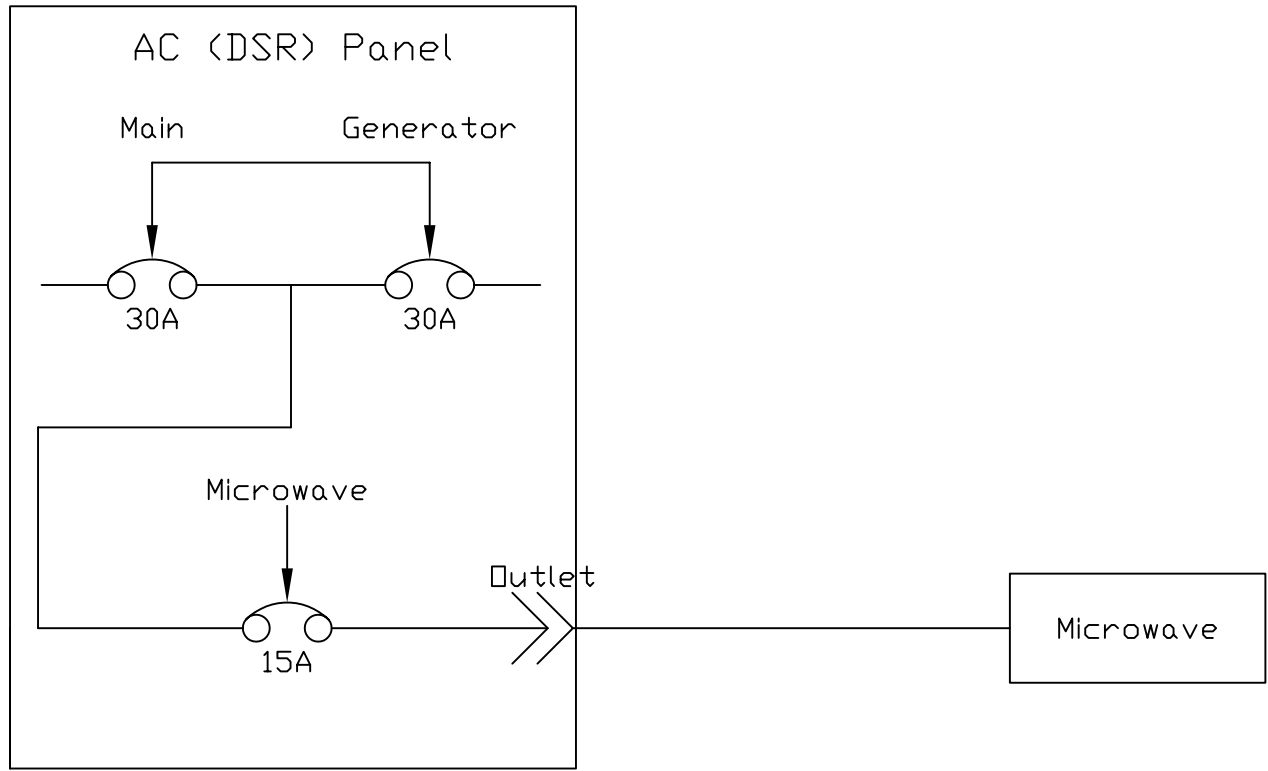 AC (DSR) Panel
Main
Generator
30A
30A
Microwave
Outlet
15A
Microwave